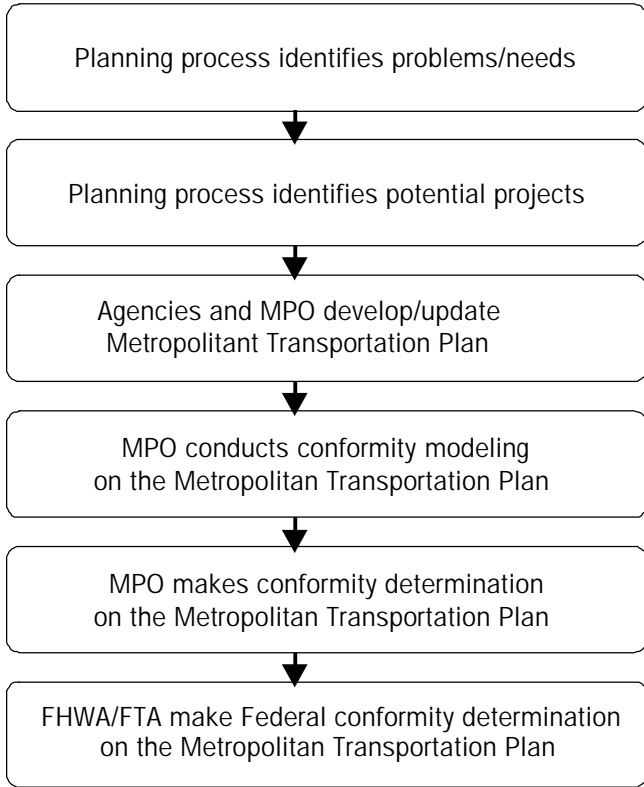 Planning process identifies problems/needs
Planning process identifies potential projects
Agencies and MPO develop/update
Metropolitant Transportation Plan
MPO conducts conformity modeling
on the Metropolitan Transportation Plan
MPO makes conformity determination
on the Metropolitan Transportation Plan
FHWA/FTA make Federal conformity determination
on the Metropolitan Transportation Plan